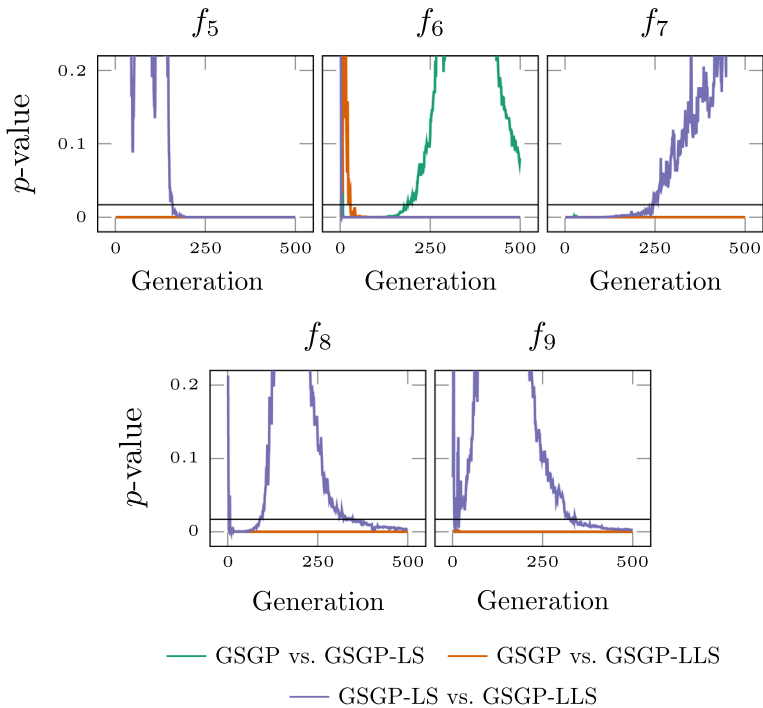 f5 f6 f7
p-value
0.2
0.1
0
0 250 500 0 250 500 0 250 500
Generation Generation Generation
f8 f9
p-value
0.2
0.1
0
0 250 500 0 250 500
Generation Generation
GSGP vs. GSGP-LS GSGP vs. GSGP-LLS
GSGP-LS vs. GSGP-LLS